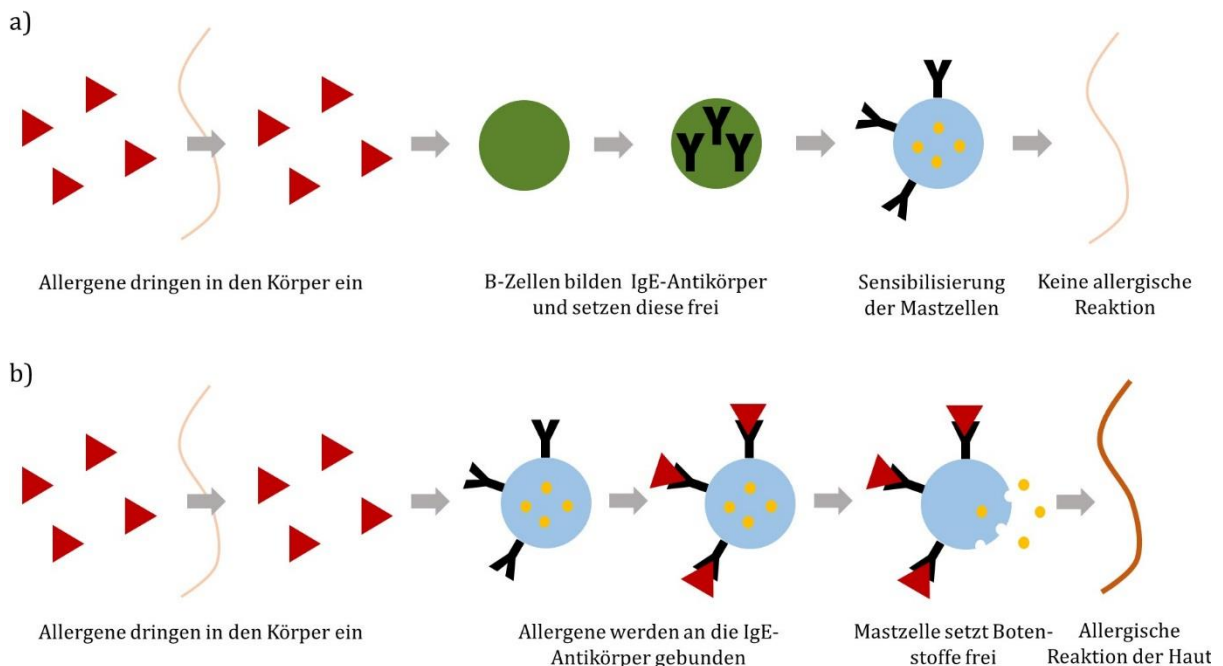 a)
Allergene dringen in den Körper ein
B-Zellen bilden IgE-Antikörper
und setzen diese frei
Sensibilisierung
der Mastzellen
Keine allergische
Reaktion
b)
Allergene dringen in den Körper ein
Allergene werden an die IgE-
Antikörper gebunden
Mastzelle setzt Boten-
stoffe frei
Allergische
Reaktion der Haut